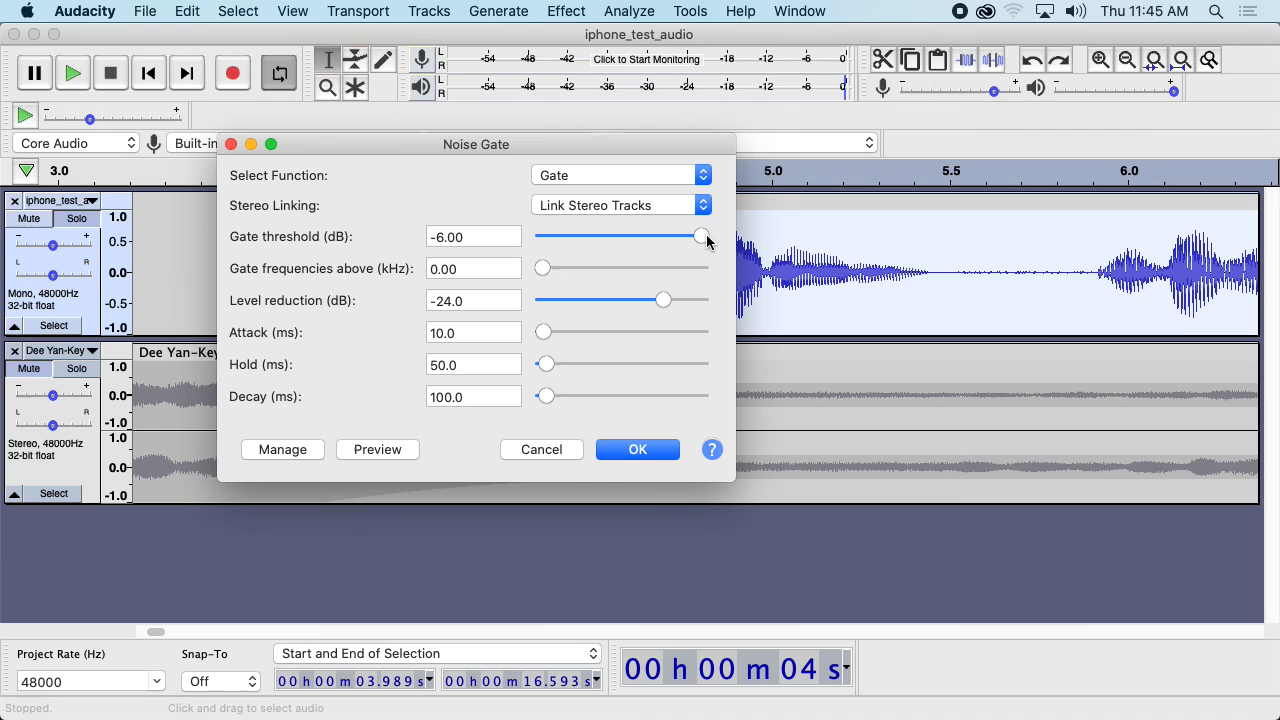 Audacity File Edit Select View Transport Tracks Generate Effect Analyze Tools Help Window Thu 11:45 AM
iphone_test_audio
L R -54 -48 -42 Click to Start Monitoring -18 -12 -6 0
L R -54 -48 -42 -36 -30 -24 -18 -12 -6 0
Core Audio Built-in
Noise Gate
3.0 5.0 5.5 6.0
Select Function: Gate
Stereo Linking: Link Stereo Tracks
Gate threshold (dB): -6.00
Gate frequencies above (kHz): 0.00
Level reduction (dB): -24.0
Attack (ms): 10.0
Hold (ms): 50.0
Decay (ms): 100.0
Manage Preview Cancel OK ?
iphone_test_a
Mute Solo
- +
L R
Mono, 48000Hz
32-bit float
Select
1.0
0.5
0.0
-0.5
-1.0
Dee Yan-Key Dee Yan-Key
Mute Solo
- +
L R
Stereo, 48000Hz
32-bit float
Select
1.0
0.0
-1.0
1.0
0.0
-1.0
Project Rate (Hz) Snap-To Start and End of Selection
48000 Off 00 h 00 m 03.989 s 00 h 00 m 16.593 s
00 h 00 m 04 s
Stopped. Click and drag to select audio